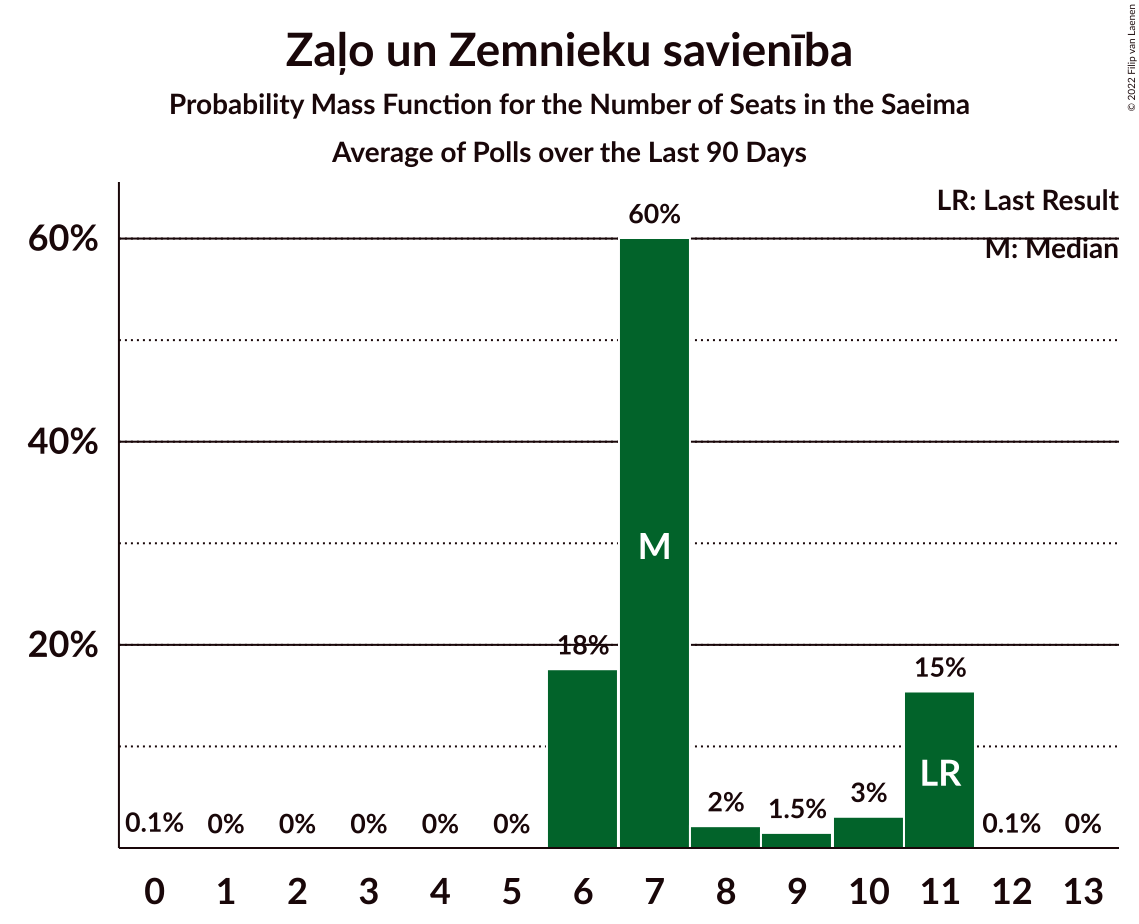 Zaļo un Zemnieku savienība
Probability Mass Function for the Number of Seats in the Saeima
Average of Polls over the Last 90 Days
© 2022 Filip van Laenen
LR: Last Result
M: Median
60%
40%
20%
0.1% 0% 0% 0% 0% 0% 18% 60% 2% 1.5% 3% 15% 0.1% 0%
M
LR
0 1 2 3 4 5 6 7 8 9 10 11 12 13